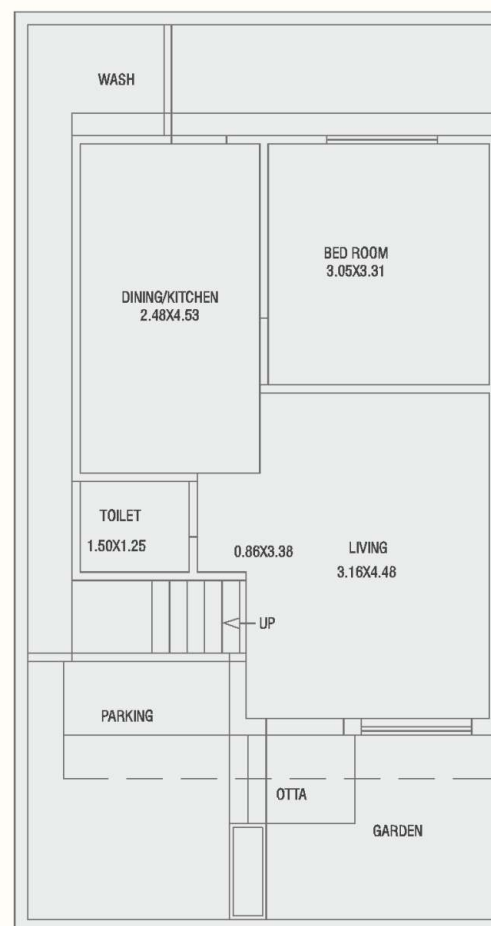 WASH
BED ROOM
3.05X3.31
DINING/KITCHEN
2.48X4.53
TOILET
1.50X1.25
0.86X3.38
LIVING
3.16X4.48
UP
PARKING
OTTA
GARDEN